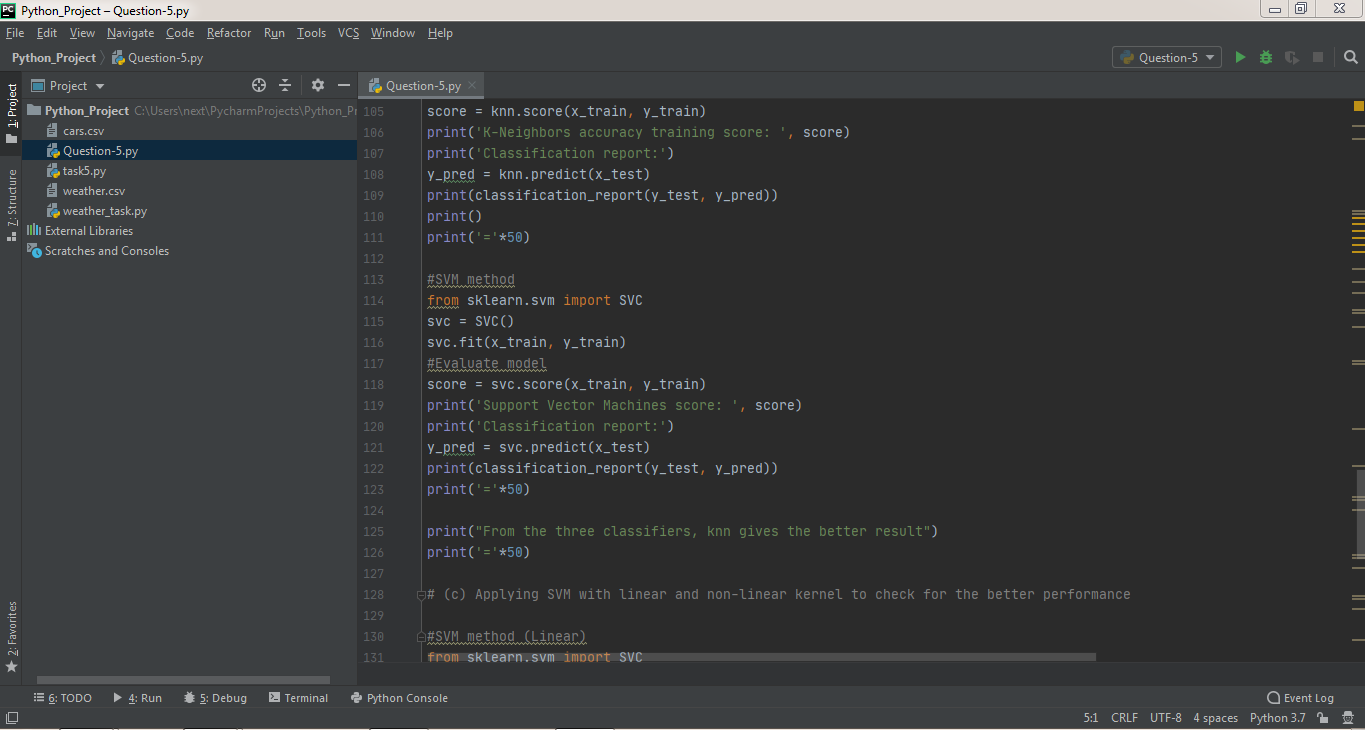 Python_Project – Question-5.py
File Edit View Navigate Code Refactor Run Tools VCS Window Help
Python_Project Question-5.py
Question-5
1: Project
7: Structure
2: Favorites
Project
Python_Project C:\Users\next\PycharmProjects\Python_Pr
cars.csv
Question-5.py
task5.py
weather.csv
weather_task.py
External Libraries
Scratches and Consoles
Question-5.py
105 score = knn.score(x_train, y_train)
106 print('K-Neighbors accuracy training score: ', score)
107 print('Classification report:')
108 y_pred = knn.predict(x_test)
109 print(classification_report(y_test, y_pred))
110 print()
111 print('='*50)
112
113 #SVM method
114 from sklearn.svm import SVC
115 svc = SVC()
116 svc.fit(x_train, y_train)
117 #Evaluate model
118 score = svc.score(x_train, y_train)
119 print('Support Vector Machines score: ', score)
120 print('Classification report:')
121 y_pred = svc.predict(x_test)
122 print(classification_report(y_test, y_pred))
123 print('='*50)
124
125 print("From the three classifiers, knn gives the better result")
126 print('='*50)
127
128 # (c) Applying SVM with linear and non-linear kernel to check for the better performance
129
130 #SVM method (Linear)
131 from sklearn.svm import SVC
6: TODO 4: Run 5: Debug Terminal Python Console Event Log
5:1 CRLF UTF-8 4 spaces Python 3.7